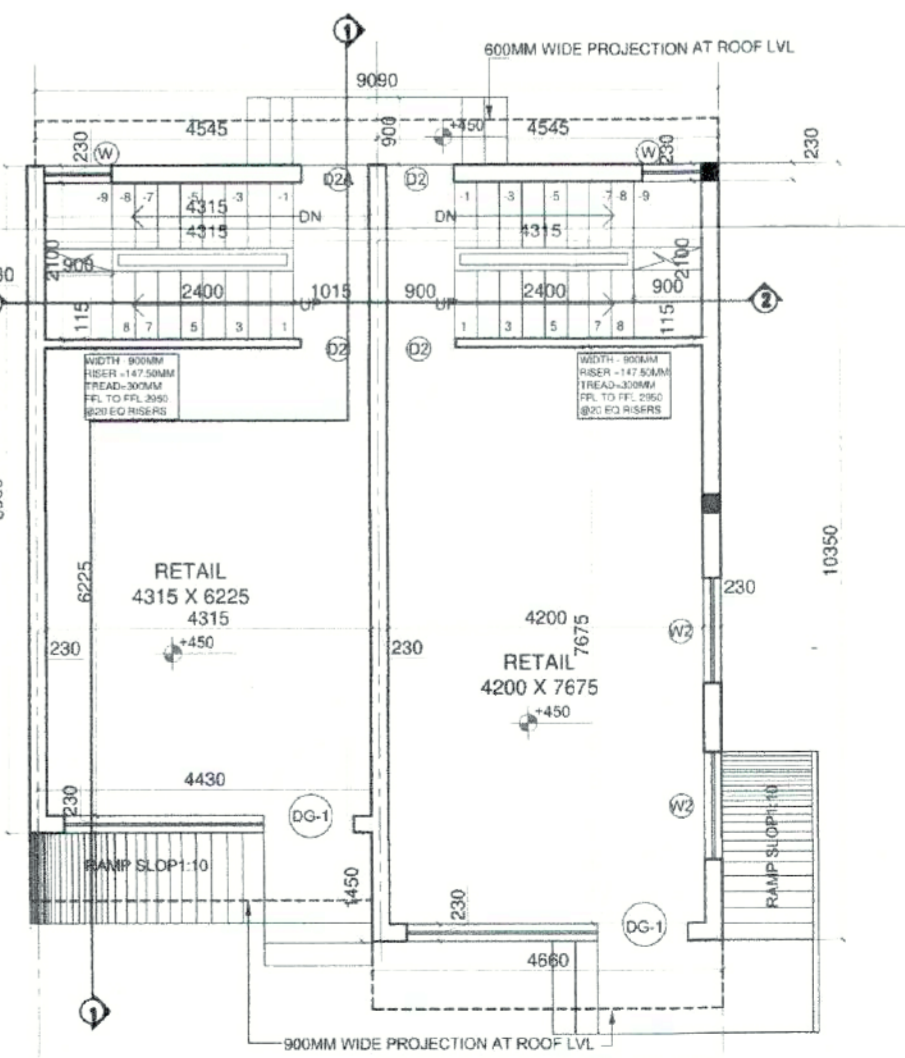 1
600MM WIDE PROJECTION AT ROOF LVL
9090
4545
900
+450
4545
230
230
W
W
230
D2A
D2
-9 -8 -7 -5 -3 -1
DN
-1 -3 -5 -7 -8 -9
DN
4315
4315
4315
2100
900
2100
900
2400
1015
900
2400
2
UP
UP
115
115
8 7 5 3 1
1 3 5 7 8
D2
D2
WIDTH - 900MM
RISER =147.50MM
TREAD=300MM
FFL TO FFL 2950
@20 EQ RISERS
WIDTH - 900MM
RISER =147.50MM
TREAD=300MM
FFL TO FFL 2950
@20 EQ RISERS
10350
6225
RETAIL
4315 X 6225
4315
+450
230
230
4200
7675
W2
230
RETAIL
4200 X 7675
+450
4430
230
DG-1
W2
RAMP SLOP1:10
RAMP SLOP1:10
1450
230
DG-1
4660
1
900MM WIDE PROJECTION AT ROOF LVL